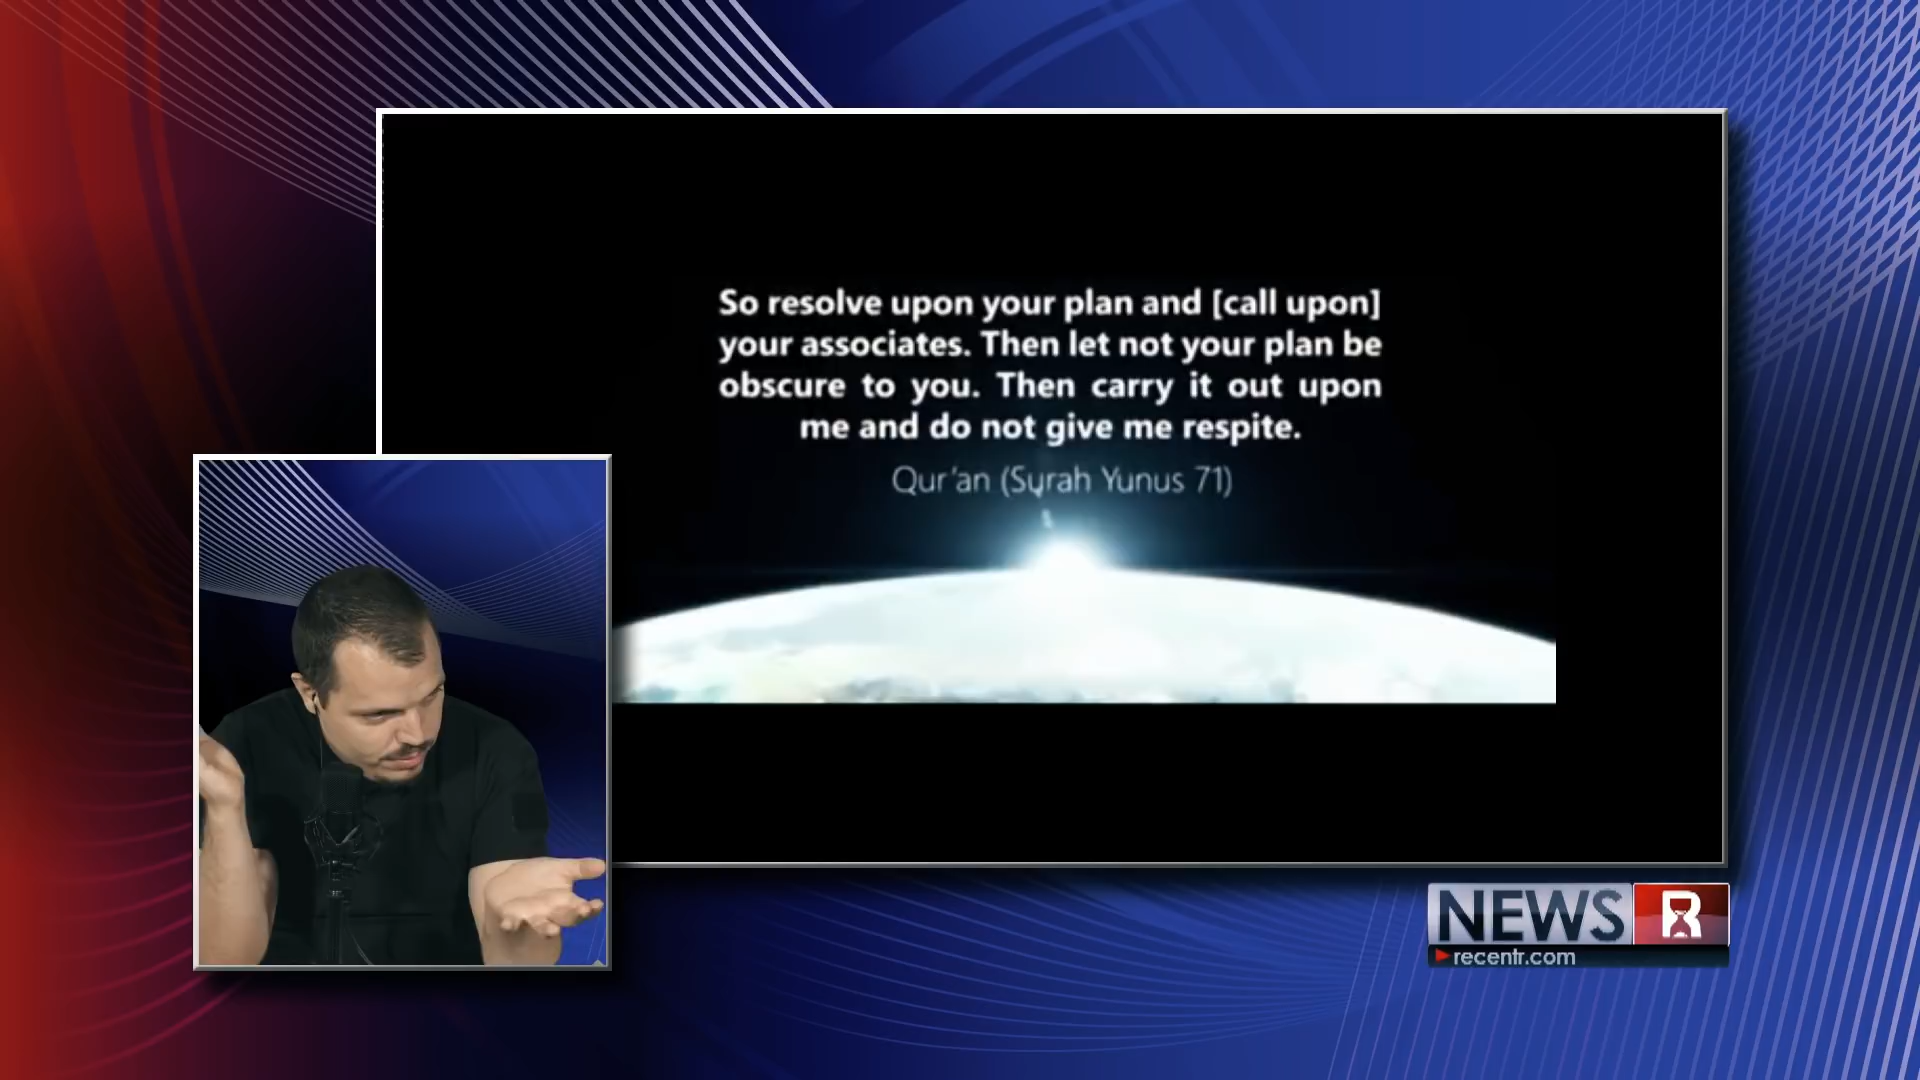 So resolve upon your plan and [call upon]
your associates. Then let not your plan be
obscure to you. Then carry it out upon
me and do not give me respite.
Qur'an (Surah Yunus 71)
NEWS R
recentr.com